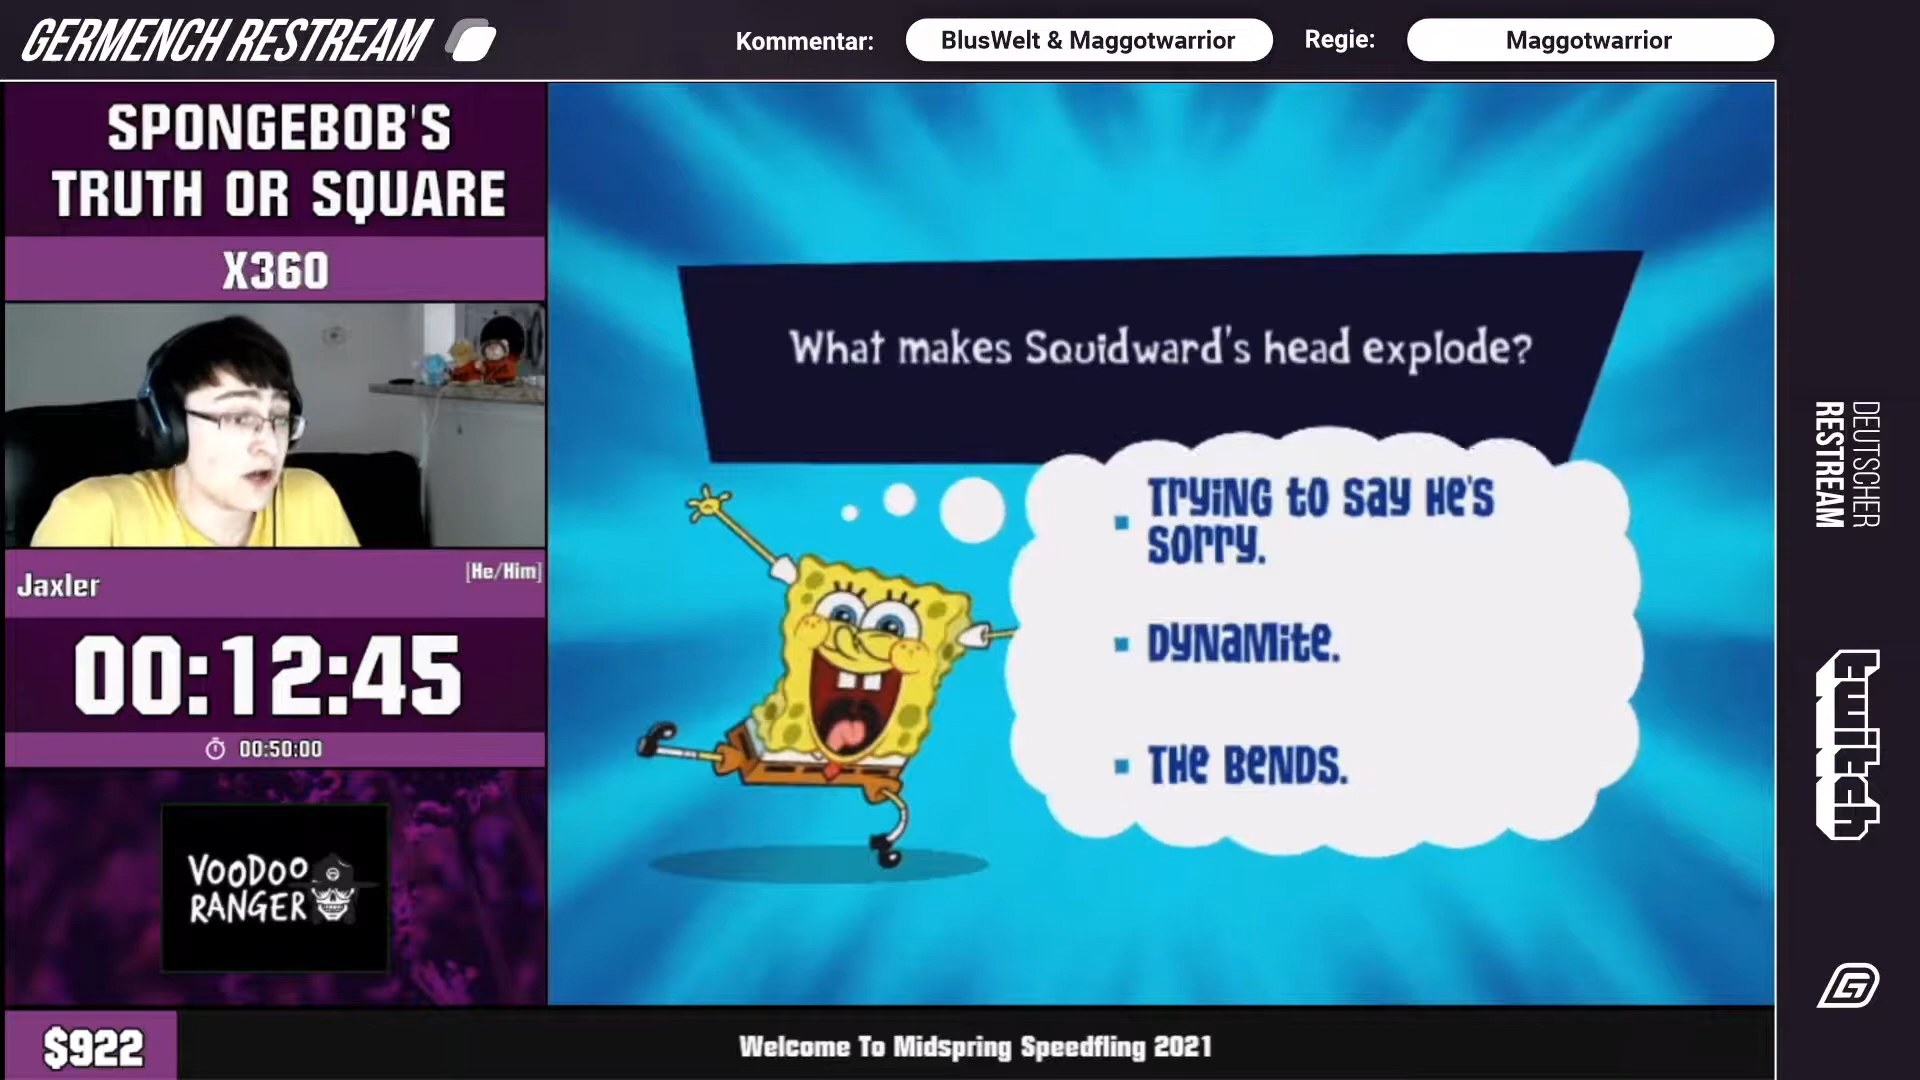 GERMENCH RESTREAM
Kommentar:
BlusWelt & Maggotwarrior
Regie:
Maggotwarrior
SPONGEBOB'S
TRUTH OR SQUARE
X360
Jaxler
[He/Him]
00:12:45
00:50:00
VOODOO
RANGER
$922
Welcome To Midspring Speedfling 2021
What makes Squidward's head explode?
Trying to say he's
sorry.
Dynamite.
The bends.
DEUTSCHER
RESTREAM
twitch
G